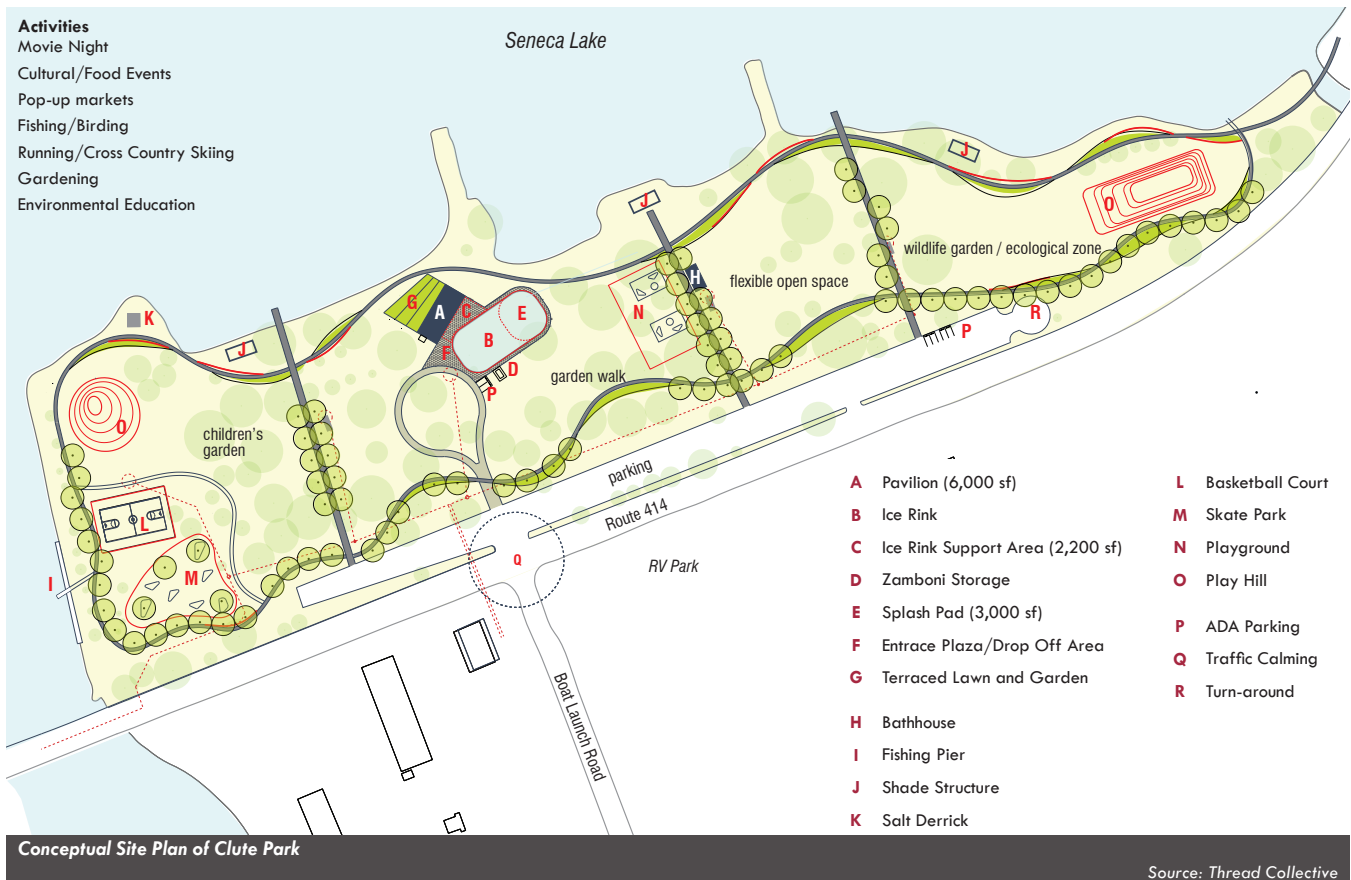 Activities
Movie Night
Cultural/Food Events
Pop-up markets
Fishing/Birding
Running/Cross Country Skiing
Gardening
Environmental Education
Seneca Lake
J
J
O
wildlife garden / ecological zone
H
flexible open space
G
A
C
E
N
B
K
R
P
J
F
D
P
garden walk
O
children's
garden
parking
Route 414
L
Q
RV Park
I
M
Boat Launch Road
A Pavilion (6,000 sf)
B Ice Rink
C Ice Rink Support Area (2,200 sf)
D Zamboni Storage
E Splash Pad (3,000 sf)
F Entrace Plaza/Drop Off Area
G Terraced Lawn and Garden
H Bathhouse
I Fishing Pier
J Shade Structure
K Salt Derrick
L Basketball Court
M Skate Park
N Playground
O Play Hill
P ADA Parking
Q Traffic Calming
R Turn-around
Conceptual Site Plan of Clute Park
Source: Thread Collective